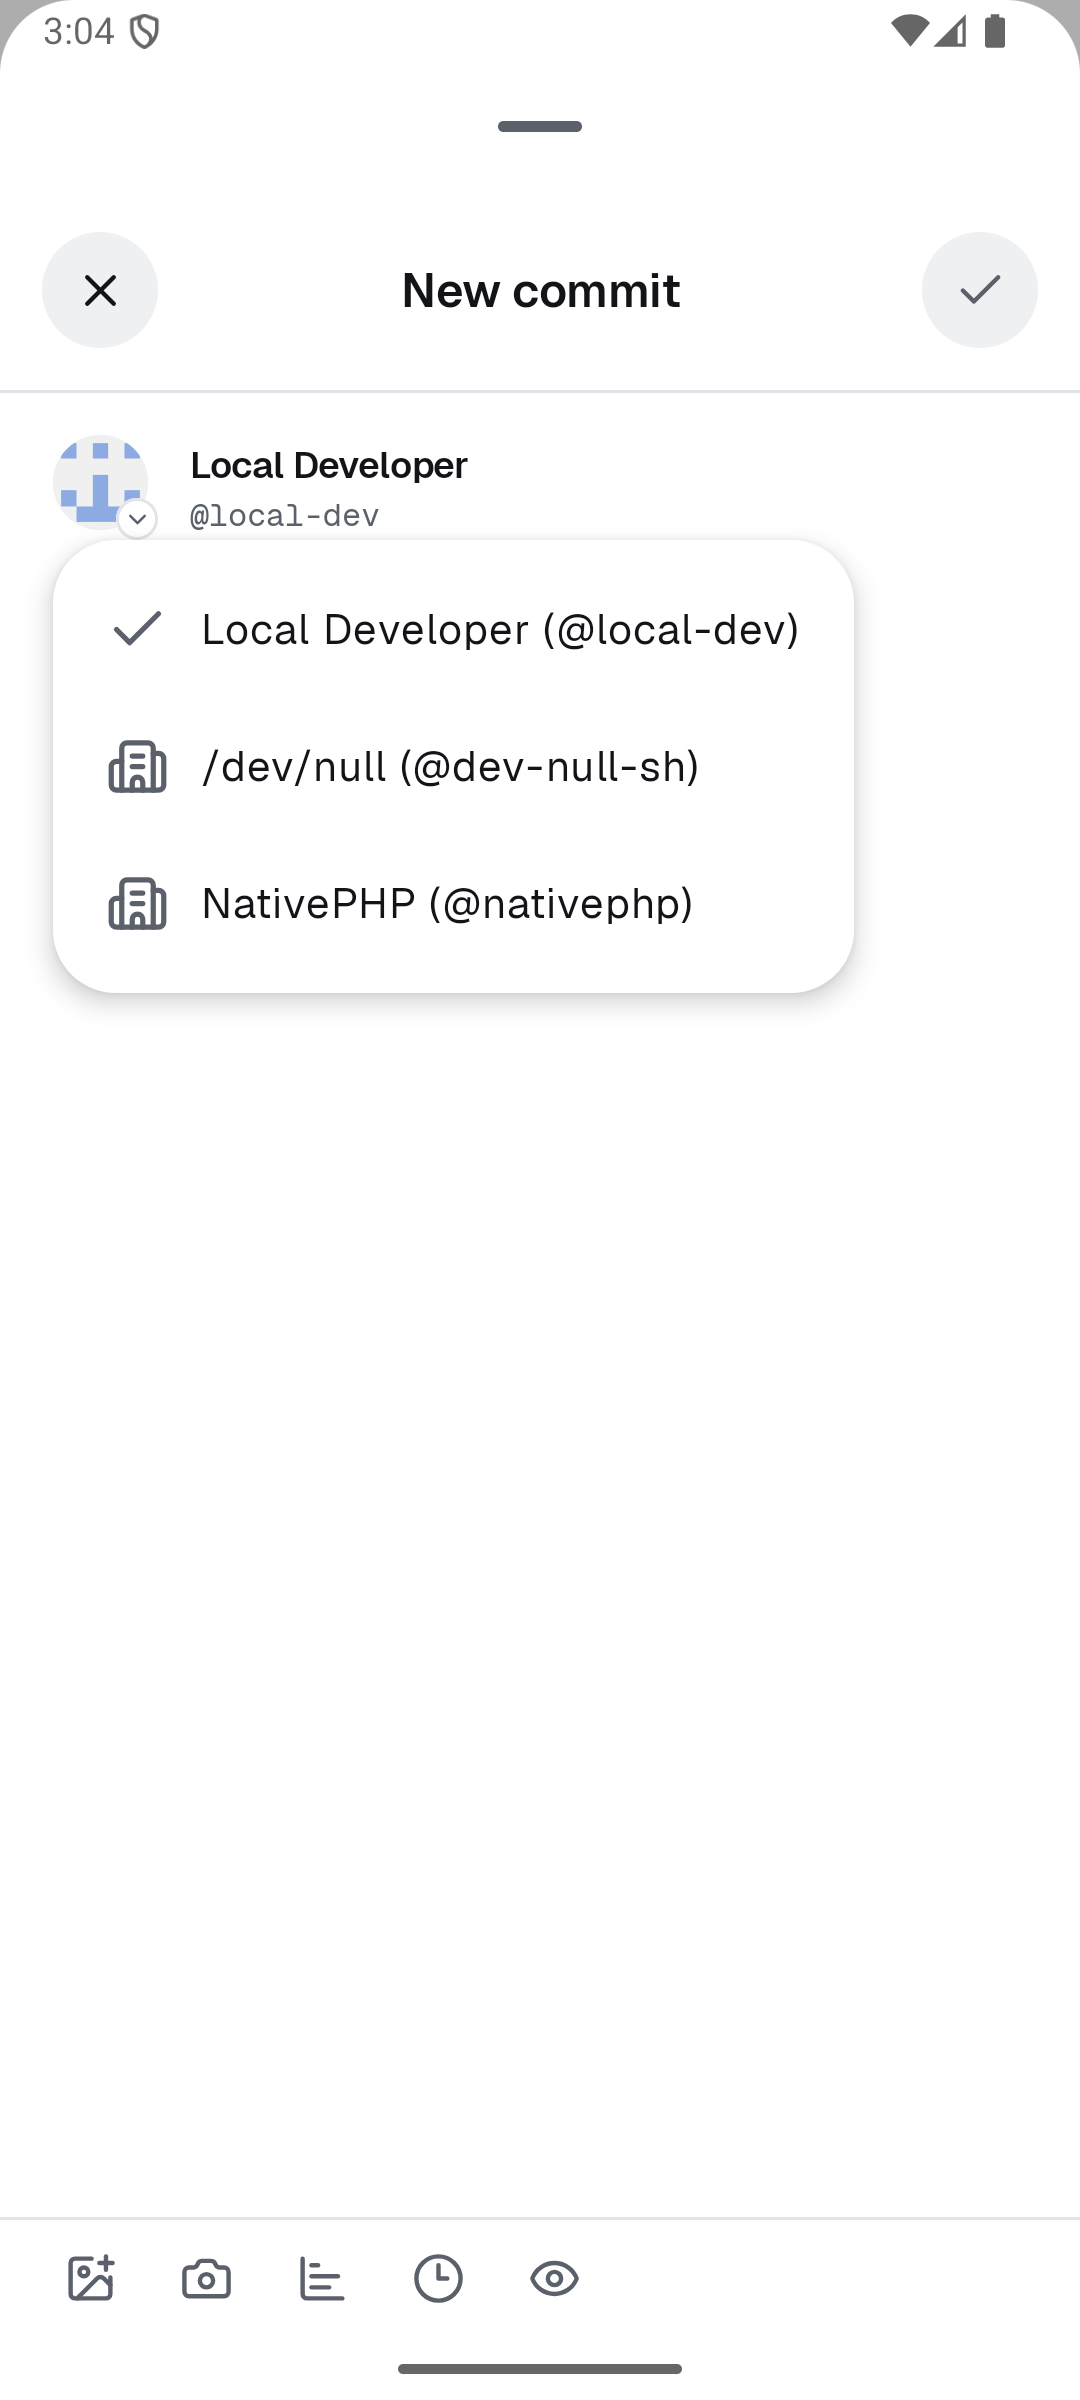 3:04
New commit
Local Developer
@local-dev
Local Developer (@local-dev)
/dev/null (@dev-null-sh)
NativePHP (@nativephp)